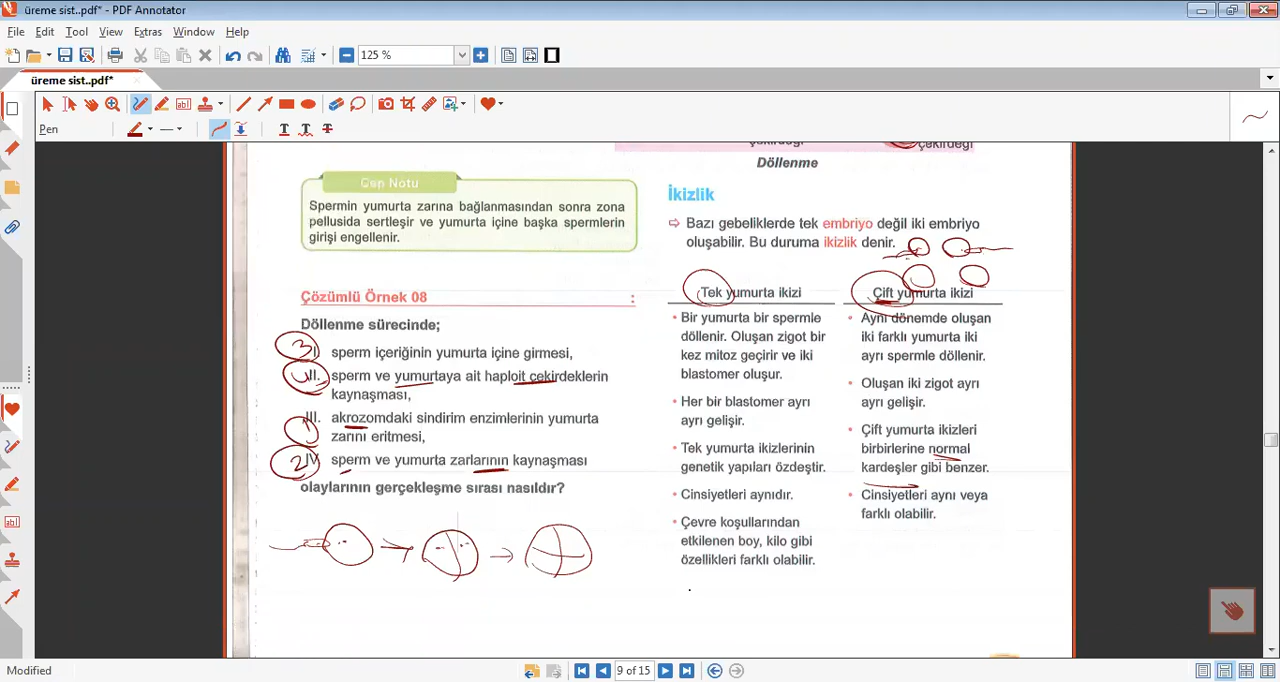 üreme sist..pdf* - PDF Annotator
File Edit Tool View Extras Window Help
125 %
üreme sist..pdf*
Pen
çekirdeği çekirdeği
Döllenme
Cep Notu
Spermin yumurta zarına bağlanmasından sonra zona
pellusida sertleşir ve yumurta içine başka spermlerin
girişi engellenir.
Çözümlü Örnek 08 :
Döllenme sürecinde;
3 I. sperm içeriğinin yumurta içine girmesi,
4 II. sperm ve yumurtaya ait haploit çekirdeklerin
kaynaşması,
III. akrozomdaki sindirim enzimlerinin yumurta
1 zarını eritmesi,
2 IV. sperm ve yumurta zarlarının kaynaşması
olaylarının gerçekleşme sırası nasıldır?
İkizlik
Bazı gebeliklerde tek embriyo değil iki embriyo
oluşabilir. Bu duruma ikizlik denir.
Tek yumurta ikizi
• Bir yumurta bir spermle
döllenir. Oluşan zigot bir
kez mitoz geçirir ve iki
blastomer oluşur.
• Her bir blastomer ayrı
ayrı gelişir.
• Tek yumurta ikizlerinin
genetik yapıları özdeştir.
• Cinsiyetleri aynıdır.
• Çevre koşullarından
etkilenen boy, kilo gibi
özellikleri farklı olabilir.
Çift yumurta ikizi
• Aynı dönemde oluşan
iki farklı yumurta iki
ayrı spermle döllenir.
• Oluşan iki zigot ayrı
ayrı gelişir.
• Çift yumurta ikizleri
birbirlerine normal
kardeşler gibi benzer.
• Cinsiyetleri aynı veya
farklı olabilir.
Modified
9 of 15